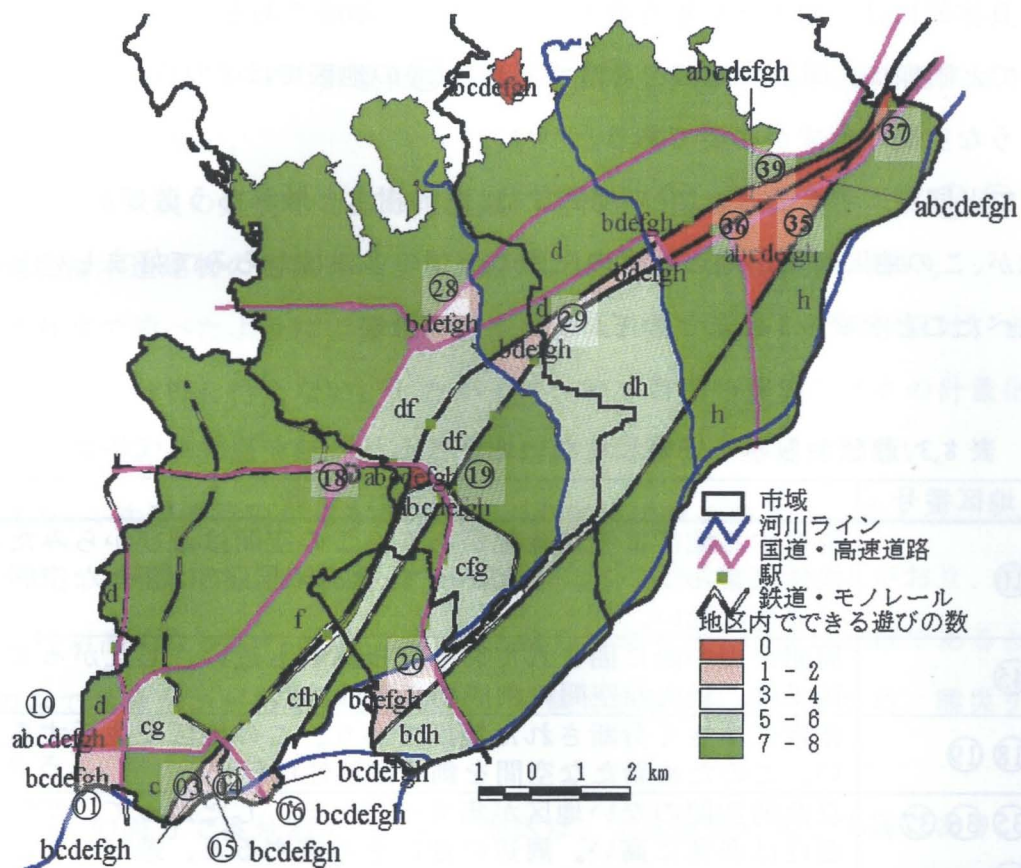 bcdefgh
abcdefgh
㊲
㊴
abcdefgh
bdefgh
㊱
㉟
abcdefgh
bdefgh
d
h
㉘
d
㉙
bdefgh
bdefgh
dh
h
df
df
⑱
abcdefgh
⑲
abcdefgh
cfg
d
f
⑳
⑩
d
cfh
bdefgh
abcdefgh
cg
bdh
bcdefgh
c
03
04
bcdefgh
01
06
bcdefgh
bcdefgh
05
bcdefgh
市域
河川ライン
国道・高速道路
駅
鉄道・モノレール
地区内でできる遊びの数
0
1 - 2
3 - 4
5 - 6
7 - 8
0 1 2 km